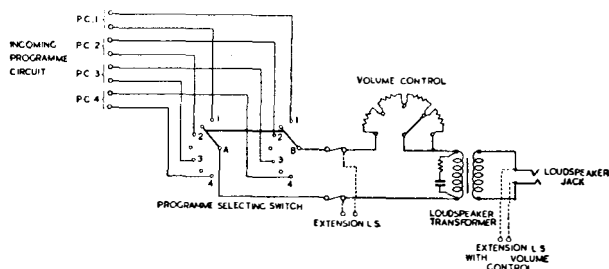 P.C. 1
INCOMING
PROGRAMME
CIRCUIT
P.C 2
P.C 3
P.C 4
VOLUME CONTROL
1
1
2
2
A
B
3
3
4
4
PROGRAMME SELECTING SWITCH
EXTENSION L.S.
LOUDSPEAKER
TRANSFORMER
LOUDSPEAKER
JACK
EXTENSION L S
WITH VOLUME
CONTROL